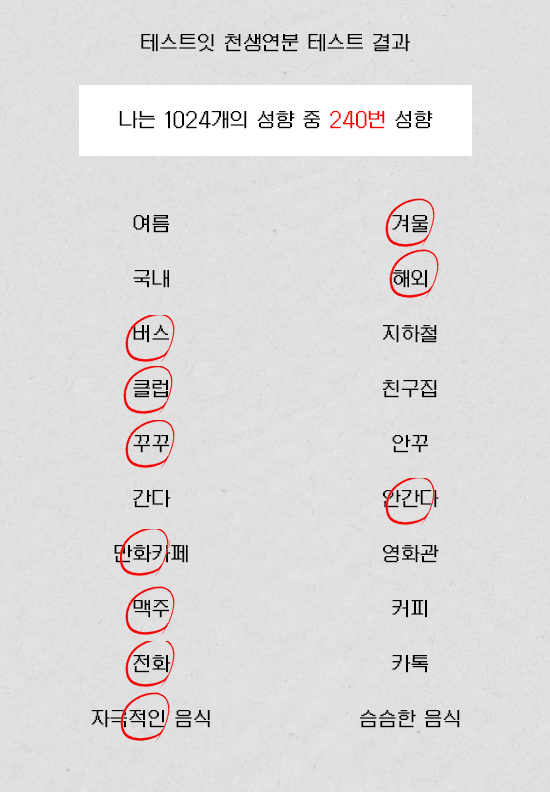 테스트잇 천생연분 테스트 결과
나는 1024개의 성향 중 240번 성향
여름 겨울
국내 해외
버스 지하철
클럽 친구집
꾸꾸 안꾸
간다 안간다
만화카페 영화관
맥주 커피
전화 카톡
자극적인 음식 슴슴한 음식